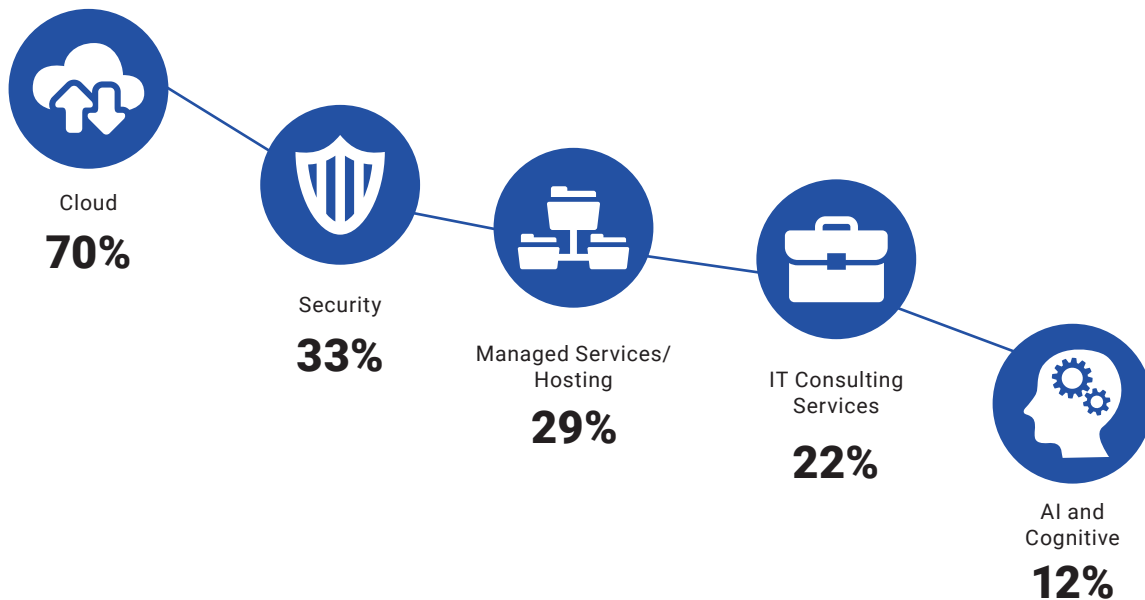 Cloud
70%
Security
33%
Managed Services/
Hosting
29%
IT Consulting
Services
22%
AI and
Cognitive
12%